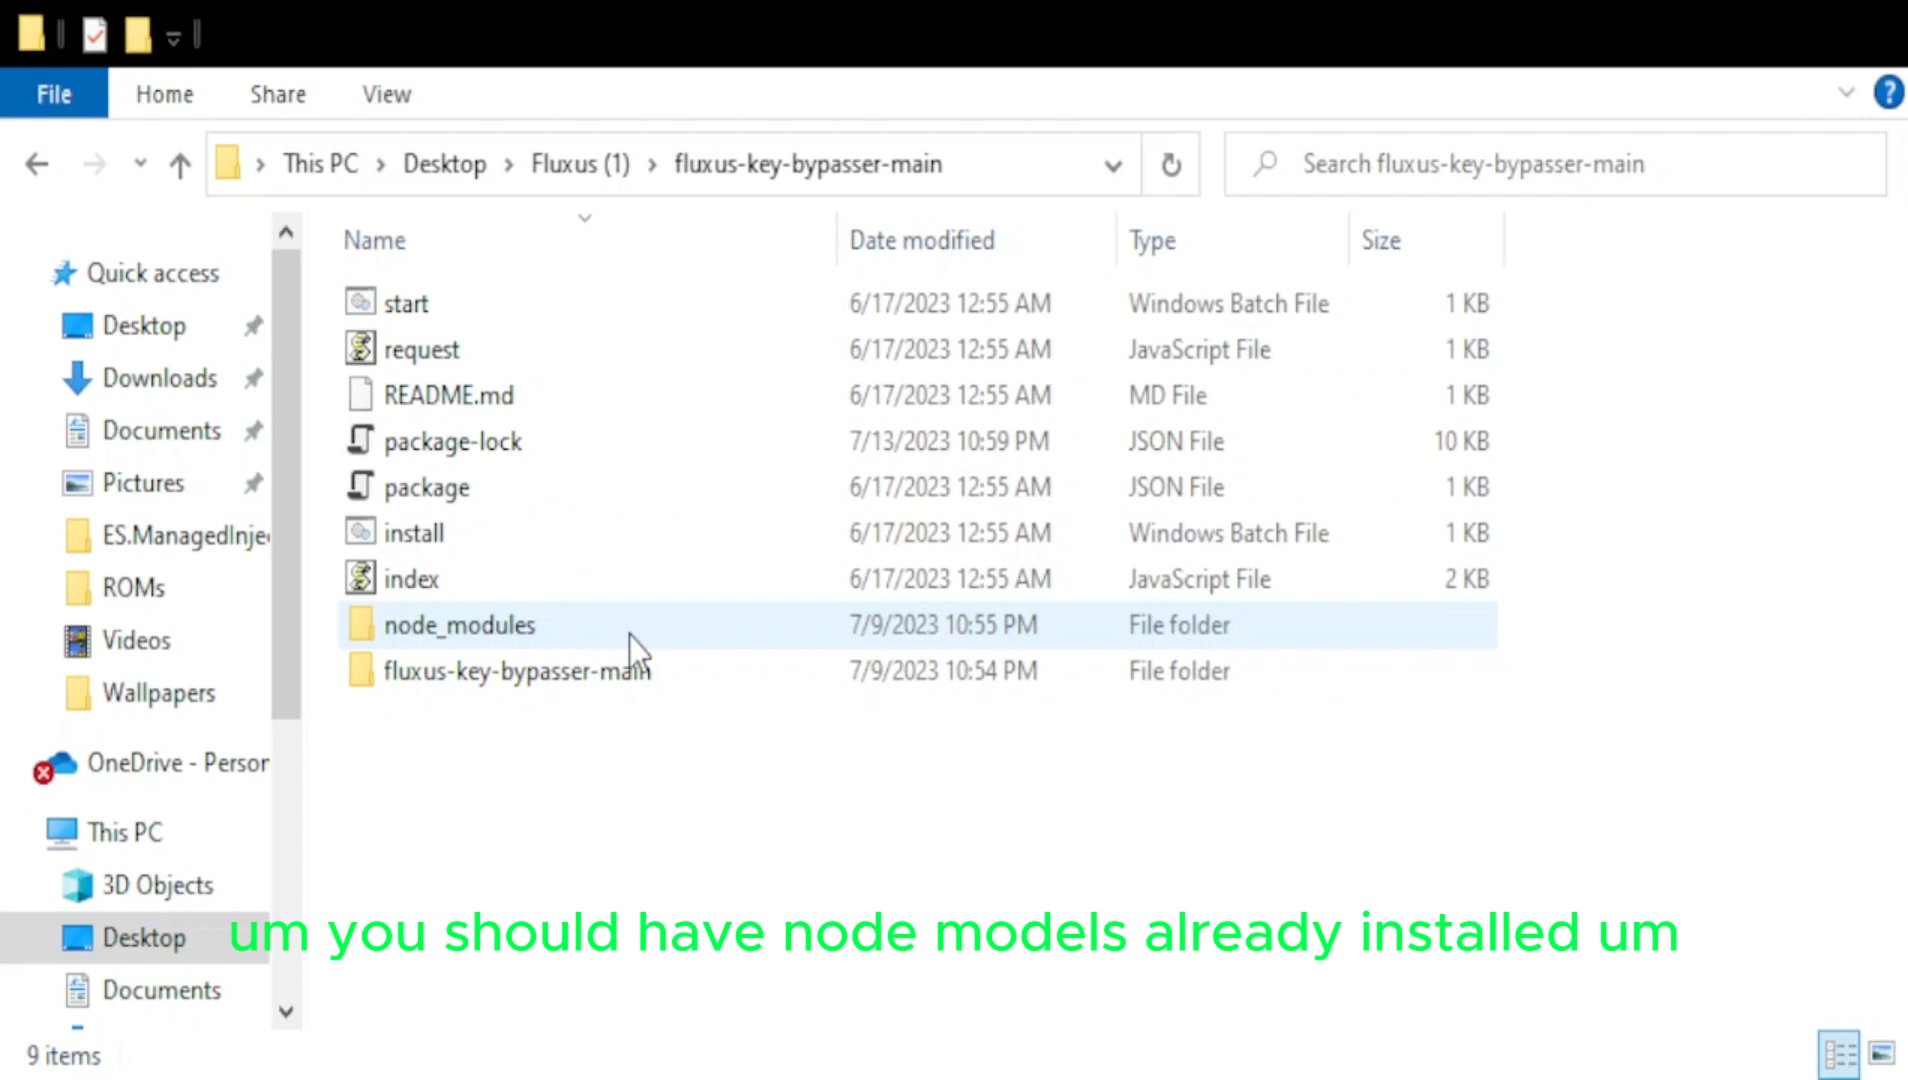 File Home Share View
This PC Desktop Fluxus (1) fluxus-key-bypasser-main Search fluxus-key-bypasser-main
Name Date modified Type Size
Quick access
Desktop
Downloads
Documents
Pictures
ES.ManagedInje
ROMs
Videos
Wallpapers
OneDrive - Person
This PC
3D Objects
Desktop
Documents
start 6/17/2023 12:55 AM Windows Batch File 1 KB
request 6/17/2023 12:55 AM JavaScript File 1 KB
README.md 6/17/2023 12:55 AM MD File 1 KB
package-lock 7/13/2023 10:59 PM JSON File 10 KB
package 6/17/2023 12:55 AM JSON File 1 KB
install 6/17/2023 12:55 AM Windows Batch File 1 KB
index 6/17/2023 12:55 AM JavaScript File 2 KB
node_modules 7/9/2023 10:55 PM File folder
fluxus-key-bypasser-main 7/9/2023 10:54 PM File folder
um you should have node models already installed um
9 items